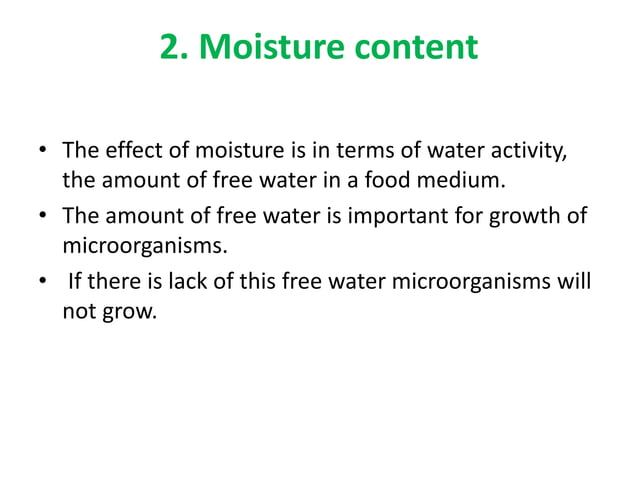 2. Moisture content
• The effect of moisture is in terms of water activity,
the amount of free water in a food medium.
• The amount of free water is important for growth of
microorganisms.
• If there is lack of this free water microorganisms will
not grow.